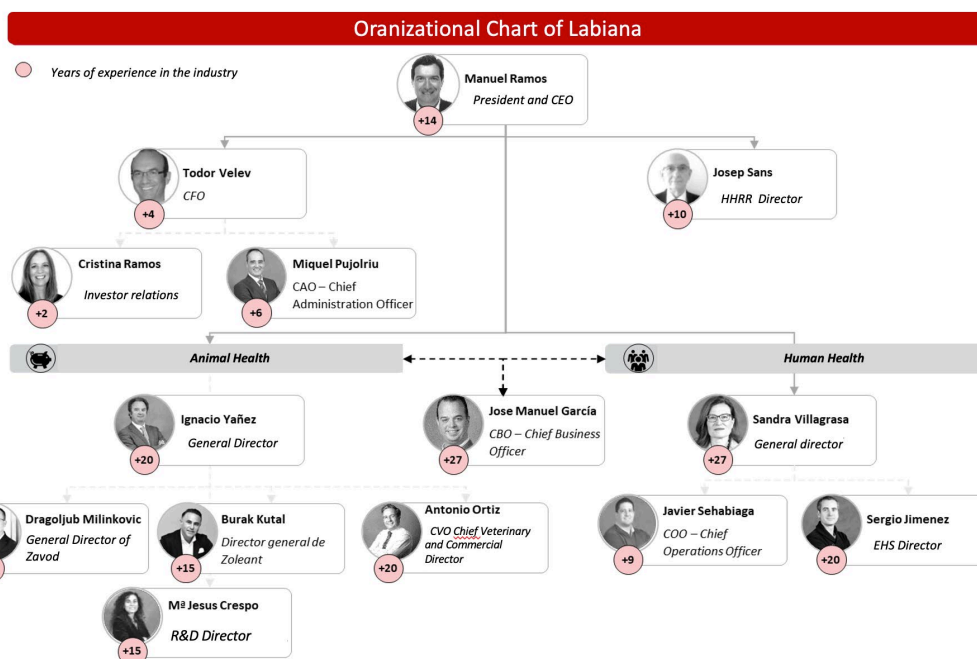 Oranizational Chart of Labiana
Years of experience in the industry
Manuel Ramos
President and CEO
+14
Todor Velev
CFO
+4
Josep Sans
HHRR Director
+10
Cristina Ramos
Investor relations
+2
Miquel Pujolriu
CAO – Chief
Administration Officer
+6
Animal Health
Human Health
Ignacio Yañez
General Director
+20
Jose Manuel García
CBO – Chief Business
Officer
+27
Sandra Villagrasa
General director
+27
Dragoljub Milinkovic
General Director of
Zavod
Burak Kutal
Director general de
Zoleant
+15
Antonio Ortiz
CVO Chief Veterinary
and Commercial
Director
+20
Javier Sehabiaga
COO – Chief
Operations Officer
+9
Sergio Jimenez
EHS Director
+20
Mª Jesus Crespo
R&D Director
+15